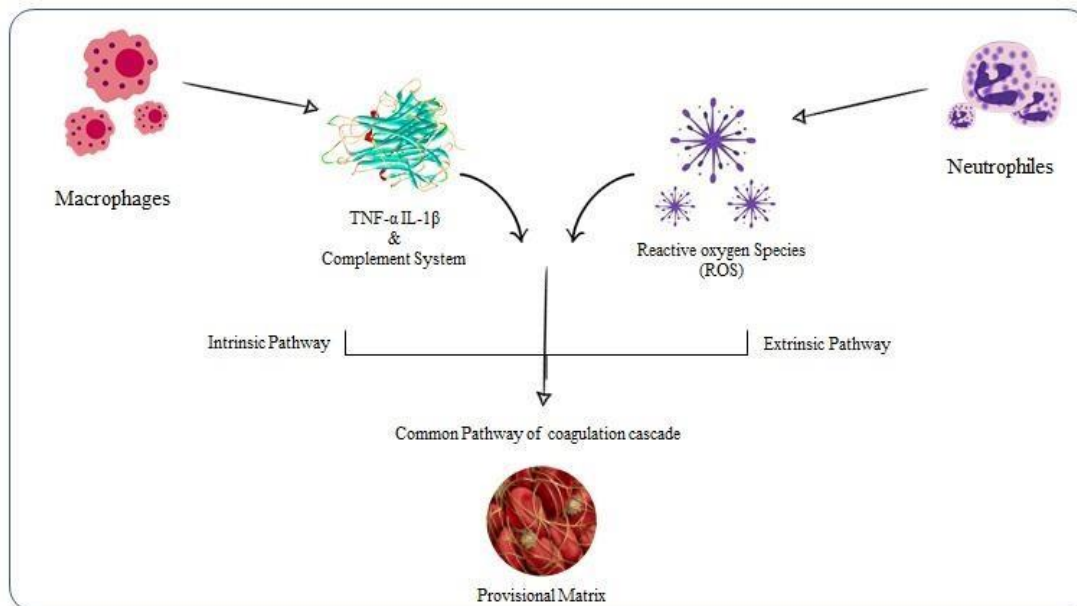 Macrophages
Neutrophiles
TNF-α IL-1β
&
Complement System
Reactive oxygen Species
(ROS)
Intrinsic Pathway
Extrinsic Pathway
Common Pathway of coagulation cascade
Provisional Matrix